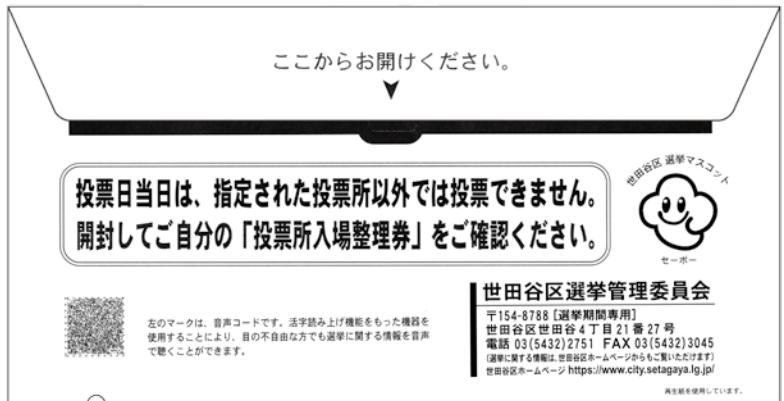 ここからお開けください。
投票日当日は、指定された投票所以外では投票できません。
開封してご自分の「投票所入場整理券」をご確認ください。
世田谷区 選挙マスコット
セーボー
左のマークは、音声コードです。活字読み上げ機能をもった機器を
使用することにより、目の不自由な方でも選挙に関する情報を音声
で聴くことができます。
世田谷区選挙管理委員会
〒154-8788 [選挙期間専用]
世田谷区世田谷4丁目21番27号
電話 03(5432)2751 FAX 03(5432)3045
(選挙に関する情報は、世田谷区ホームページからもご覧いただけます)
世田谷区ホームページ https://www.city.setagaya.lg.jp/
再生紙を使用しています。